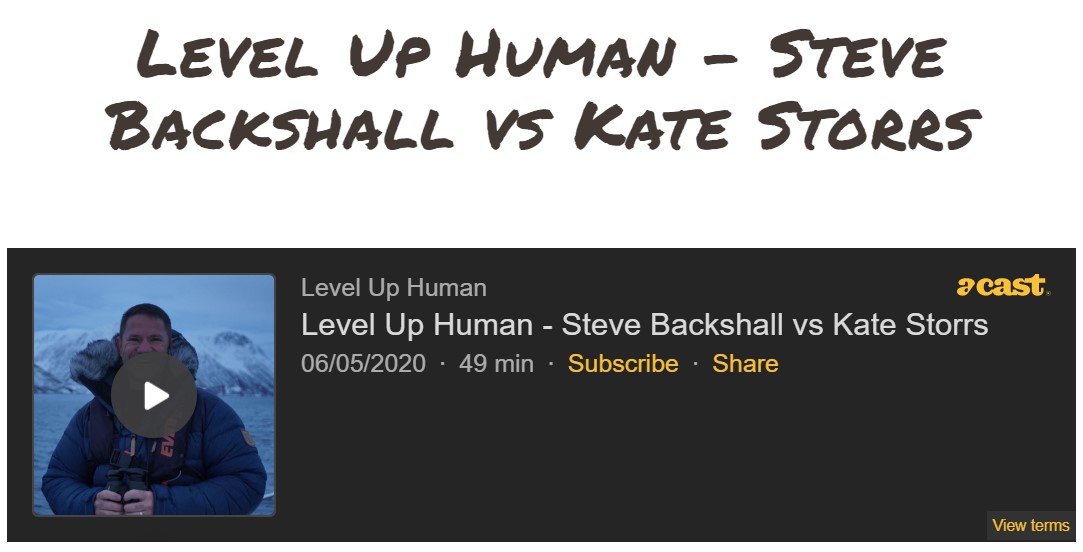 Level Up Human – Steve
Backshall vs Kate Storrs
Level Up Human
acast
Level Up Human - Steve Backshall vs Kate Storrs
06/05/2020 · 49 min · Subscribe · Share
View terms